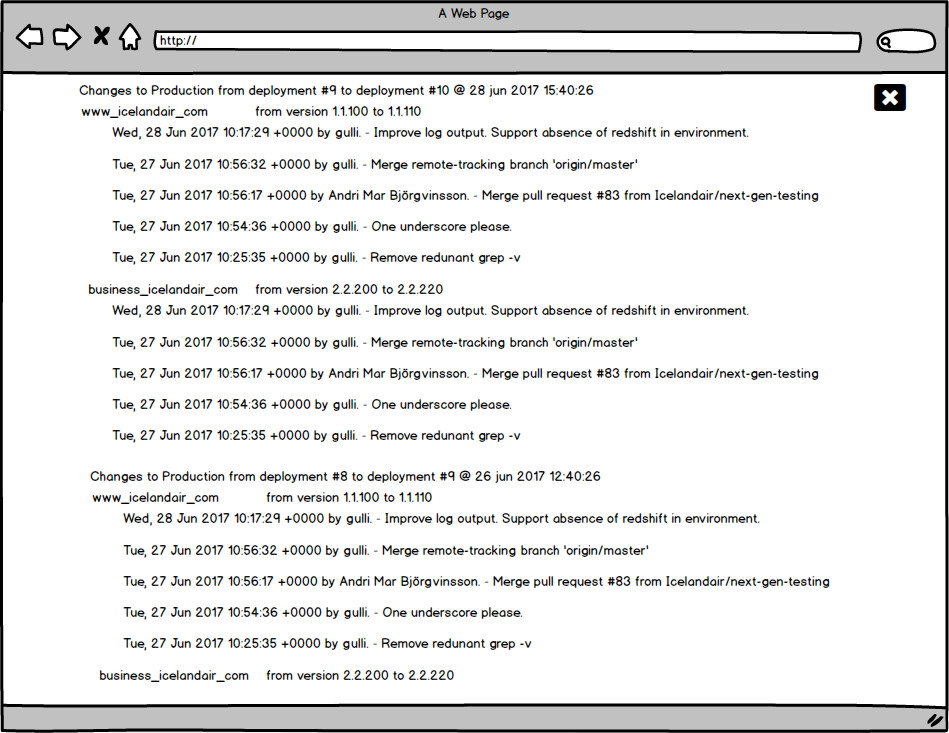 A Web Page
http://
Changes to Production from deployment #9 to deployment #10 @ 28 jun 2017 15:40:26
www_icelandair_com from version 1.1.100 to 1.1.110
Wed, 28 Jun 2017 10:17:29 +0000 by gulli. - Improve log output. Support absence of redshift in environment.
Tue, 27 Jun 2017 10:56:32 +0000 by gulli. - Merge remote-tracking branch 'origin/master'
Tue, 27 Jun 2017 10:56:17 +0000 by Andri Mar Björgvinsson. - Merge pull request #83 from Icelandair/next-gen-testing
Tue, 27 Jun 2017 10:54:36 +0000 by gulli. - One underscore please.
Tue, 27 Jun 2017 10:25:35 +0000 by gulli. - Remove redunant grep -v
business_icelandair_com from version 2.2.200 to 2.2.220
Wed, 28 Jun 2017 10:17:29 +0000 by gulli. - Improve log output. Support absence of redshift in environment.
Tue, 27 Jun 2017 10:56:32 +0000 by gulli. - Merge remote-tracking branch 'origin/master'
Tue, 27 Jun 2017 10:56:17 +0000 by Andri Mar Björgvinsson. - Merge pull request #83 from Icelandair/next-gen-testing
Tue, 27 Jun 2017 10:54:36 +0000 by gulli. - One underscore please.
Tue, 27 Jun 2017 10:25:35 +0000 by gulli. - Remove redunant grep -v
Changes to Production from deployment #8 to deployment #9 @ 26 jun 2017 12:40:26
www_icelandair_com from version 1.1.100 to 1.1.110
Wed, 28 Jun 2017 10:17:29 +0000 by gulli. - Improve log output. Support absence of redshift in environment.
Tue, 27 Jun 2017 10:56:32 +0000 by gulli. - Merge remote-tracking branch 'origin/master'
Tue, 27 Jun 2017 10:56:17 +0000 by Andri Mar Björgvinsson. - Merge pull request #83 from Icelandair/next-gen-testing
Tue, 27 Jun 2017 10:54:36 +0000 by gulli. - One underscore please.
Tue, 27 Jun 2017 10:25:35 +0000 by gulli. - Remove redunant grep -v
business_icelandair_com from version 2.2.200 to 2.2.220